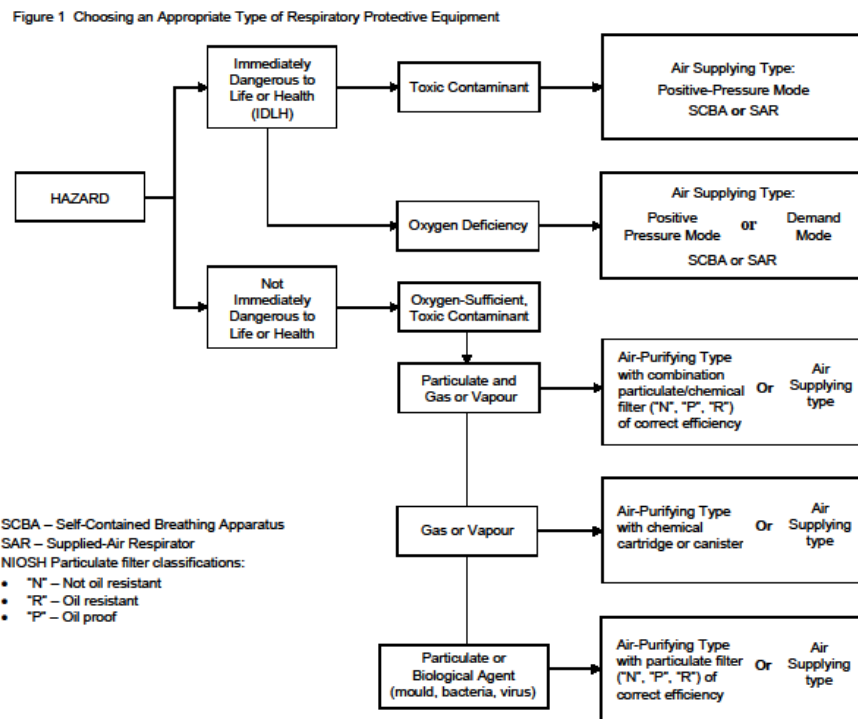 Figure 1 Choosing an Appropriate Type of Respiratory Protective Equipment
Immediately
Dangerous to
Life or Health
(IDLH)
Toxic Contaminant
Air Supplying Type:
Positive-Pressure Mode
SCBA or SAR
HAZARD
Oxygen Deficiency
Air Supplying Type:
Positive
Pressure Mode
or
Demand
Mode
SCBA or SAR
Not
Immediately
Dangerous to
Life or Health
Oxygen-Sufficient,
Toxic Contaminant
Particulate and
Gas or Vapour
Air-Purifying Type
with combination
particulate/chemical
filter ("N", "P", "R")
of correct efficiency
Or
Air
Supplying
type
Gas or Vapour
Air-Purifying Type
with chemical
cartridge or canister
Or
Air
Supplying
type
SCBA – Self-Contained Breathing Apparatus
SAR – Supplied-Air Respirator
NIOSH Particulate filter classifications:
• "N" – Not oil resistant
• "R" – Oil resistant
• "P" – Oil proof
Particulate or
Biological Agent
(mould, bacteria, virus)
Air-Purifying Type
with particulate filter
("N", "P", "R") of
correct efficiency
Or
Air
Supplying
type